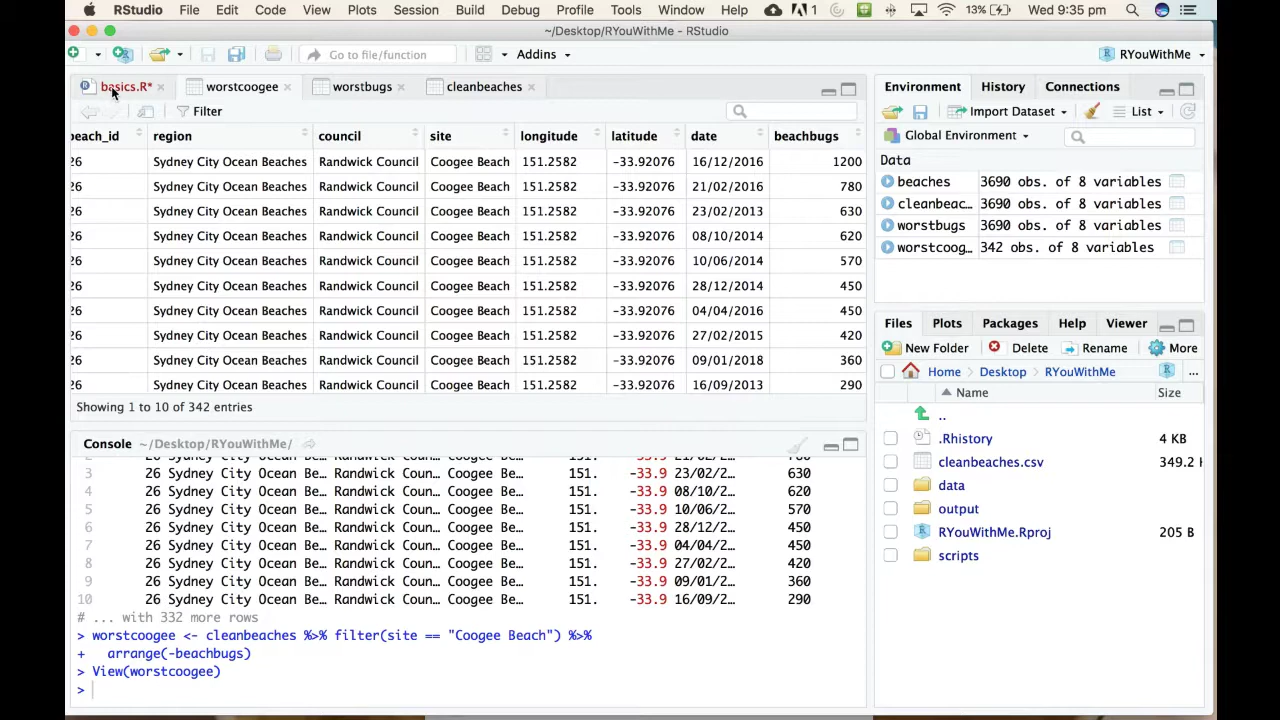 RStudio File Edit Code View Plots Session Build Debug Profile Tools Window Help 1 13% Wed 9:35 pm
~/Desktop/RYouWithMe - RStudio
Go to file/function Addins RYouWithMe
basics.R* worstcoogee worstbugs cleanbeaches
Filter
beach_id region council site longitude latitude date beachbugs
26 Sydney City Ocean Beaches Randwick Council Coogee Beach 151.2582 -33.92076 16/12/2016 1200
26 Sydney City Ocean Beaches Randwick Council Coogee Beach 151.2582 -33.92076 21/02/2016 780
26 Sydney City Ocean Beaches Randwick Council Coogee Beach 151.2582 -33.92076 23/02/2013 630
26 Sydney City Ocean Beaches Randwick Council Coogee Beach 151.2582 -33.92076 08/10/2014 620
26 Sydney City Ocean Beaches Randwick Council Coogee Beach 151.2582 -33.92076 10/06/2014 570
26 Sydney City Ocean Beaches Randwick Council Coogee Beach 151.2582 -33.92076 28/12/2014 450
26 Sydney City Ocean Beaches Randwick Council Coogee Beach 151.2582 -33.92076 04/04/2016 450
26 Sydney City Ocean Beaches Randwick Council Coogee Beach 151.2582 -33.92076 27/02/2015 420
26 Sydney City Ocean Beaches Randwick Council Coogee Beach 151.2582 -33.92076 09/01/2018 360
26 Sydney City Ocean Beaches Randwick Council Coogee Beach 151.2582 -33.92076 16/09/2013 290
Showing 1 to 10 of 342 entries
Console ~/Desktop/RYouWithMe/
3 26 Sydney City Ocean Be… Randwick Coun… Coogee Be… 151. -33.9 23/02/2… 630
4 26 Sydney City Ocean Be… Randwick Coun… Coogee Be… 151. -33.9 08/10/2… 620
5 26 Sydney City Ocean Be… Randwick Coun… Coogee Be… 151. -33.9 10/06/2… 570
6 26 Sydney City Ocean Be… Randwick Coun… Coogee Be… 151. -33.9 28/12/2… 450
7 26 Sydney City Ocean Be… Randwick Coun… Coogee Be… 151. -33.9 04/04/2… 450
8 26 Sydney City Ocean Be… Randwick Coun… Coogee Be… 151. -33.9 27/02/2… 420
9 26 Sydney City Ocean Be… Randwick Coun… Coogee Be… 151. -33.9 09/01/2… 360
10 26 Sydney City Ocean Be… Randwick Coun… Coogee Be… 151. -33.9 16/09/2… 290
# ... with 332 more rows
> worstcoogee <- cleanbeaches %>% filter(site == "Coogee Beach") %>%
+ arrange(-beachbugs)
> View(worstcoogee)
>
Environment History Connections
Import Dataset List
Global Environment
Data
beaches 3690 obs. of 8 variables
cleanbeac… 3690 obs. of 8 variables
worstbugs 3690 obs. of 8 variables
worstcoog… 342 obs. of 8 variables
Files Plots Packages Help Viewer
New Folder Delete Rename More
Home Desktop RYouWithMe ...
Name Size
..
.Rhistory 4 KB
cleanbeaches.csv 349.2 K
data
output
RYouWithMe.Rproj 205 B
scripts